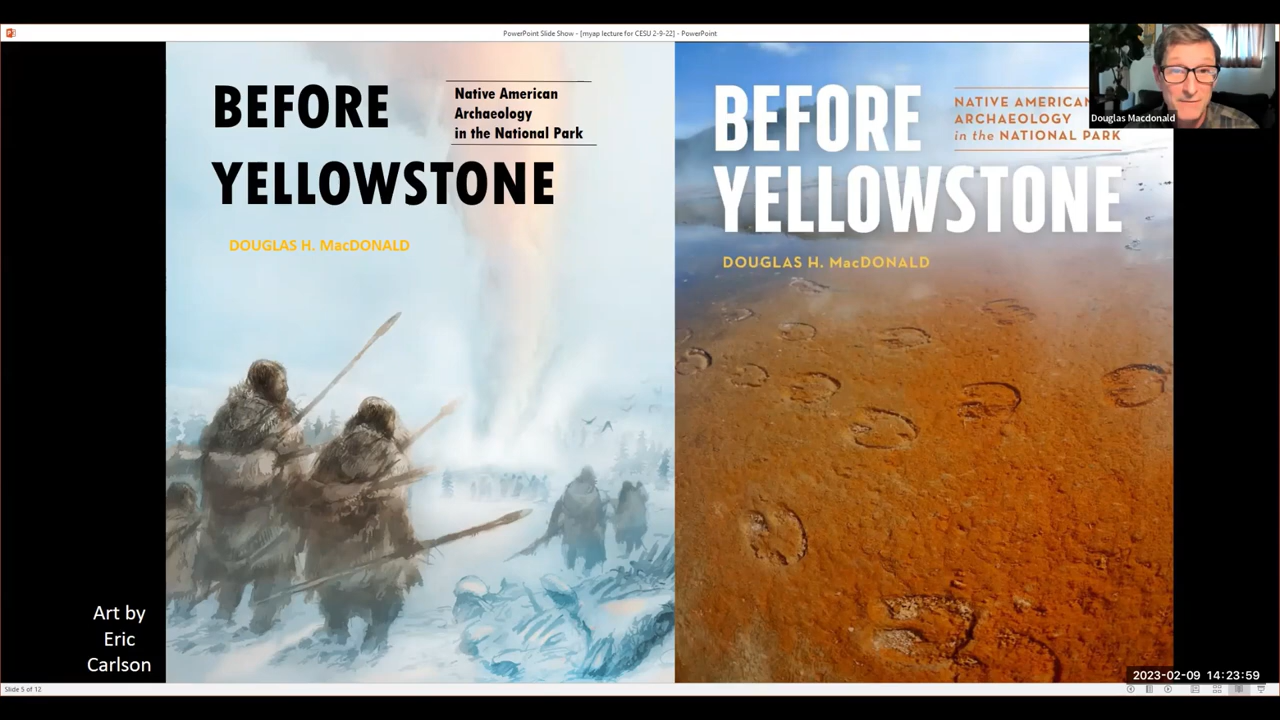 PowerPoint Slide Show - [myap lecture for CESU 2-9-22] - PowerPoint
BEFORE
YELLOWSTONE
Native American
Archaeology
in the National Park
DOUGLAS H. MacDONALD
Art by
Eric
Carlson
BEFORE
YELLOWSTONE
NATIVE AMERICAN
ARCHAEOLOGY
in the NATIONAL PARK
DOUGLAS H. MacDONALD
Douglas Macdonald
2023-02-09 14:23:59
Slide 5 of 12